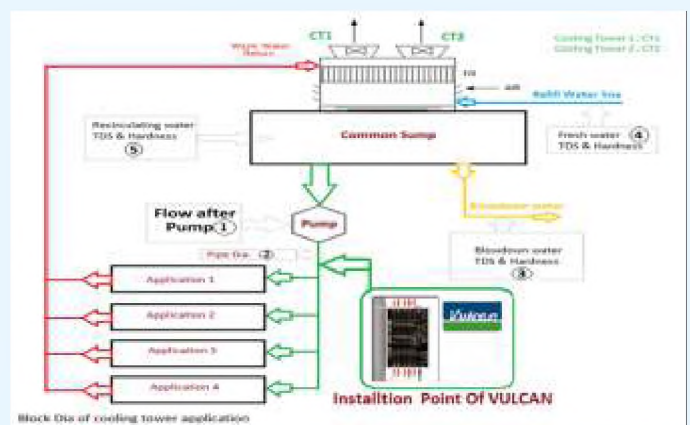 CT1
CT2
Cooling Tower 1 : CT1
Cooling Tower 2 : CT2
Warm Water
Return
Fill
AIR
Refill Water line
Recirculating water
TDS & Hardness
5
Common Sump
Fresh water 4
TDS & Hardness
Flow after
Pump 1
Pump
Blowdown water
Pipe Dia 2
Blowdown water
TDS & Hardness
3
Application 1
Application 2
Application 3
Application 4
Vulcan
Installtion Point Of VULCAN
Block Dia of cooling tower application